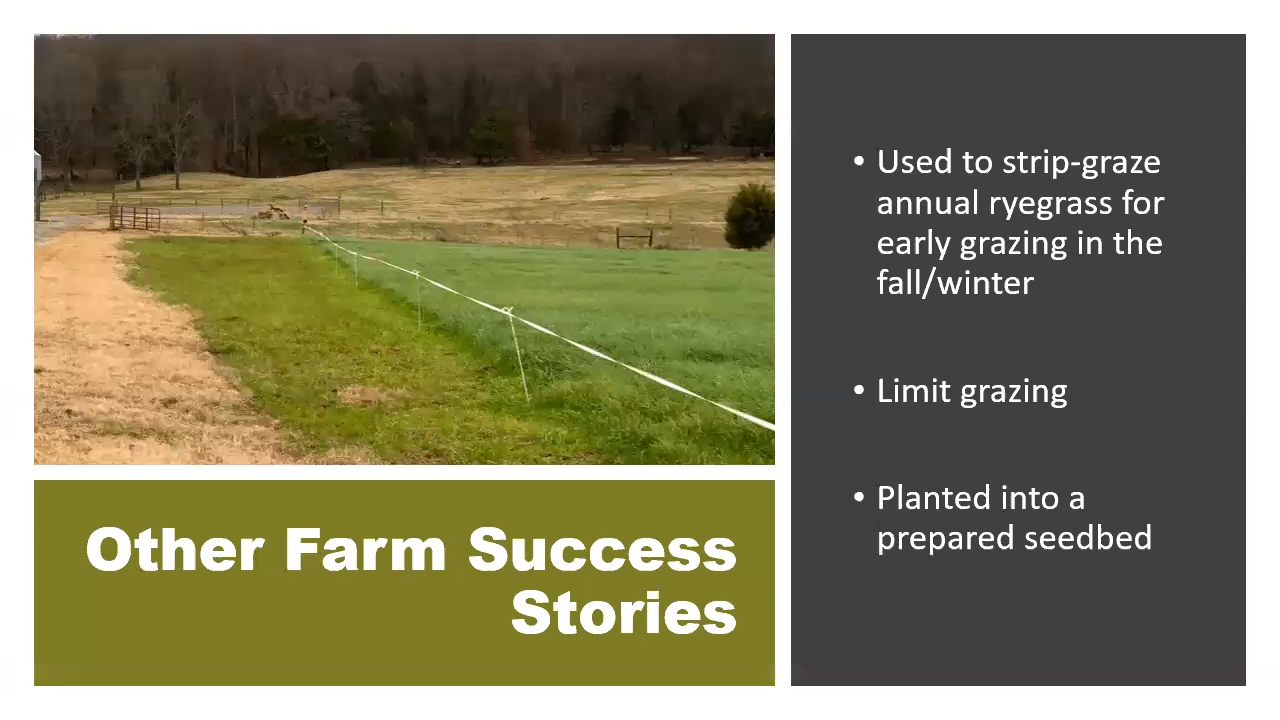 Other Farm Success
Stories
• Used to strip-graze
annual ryegrass for
early grazing in the
fall/winter
• Limit grazing
• Planted into a
prepared seedbed